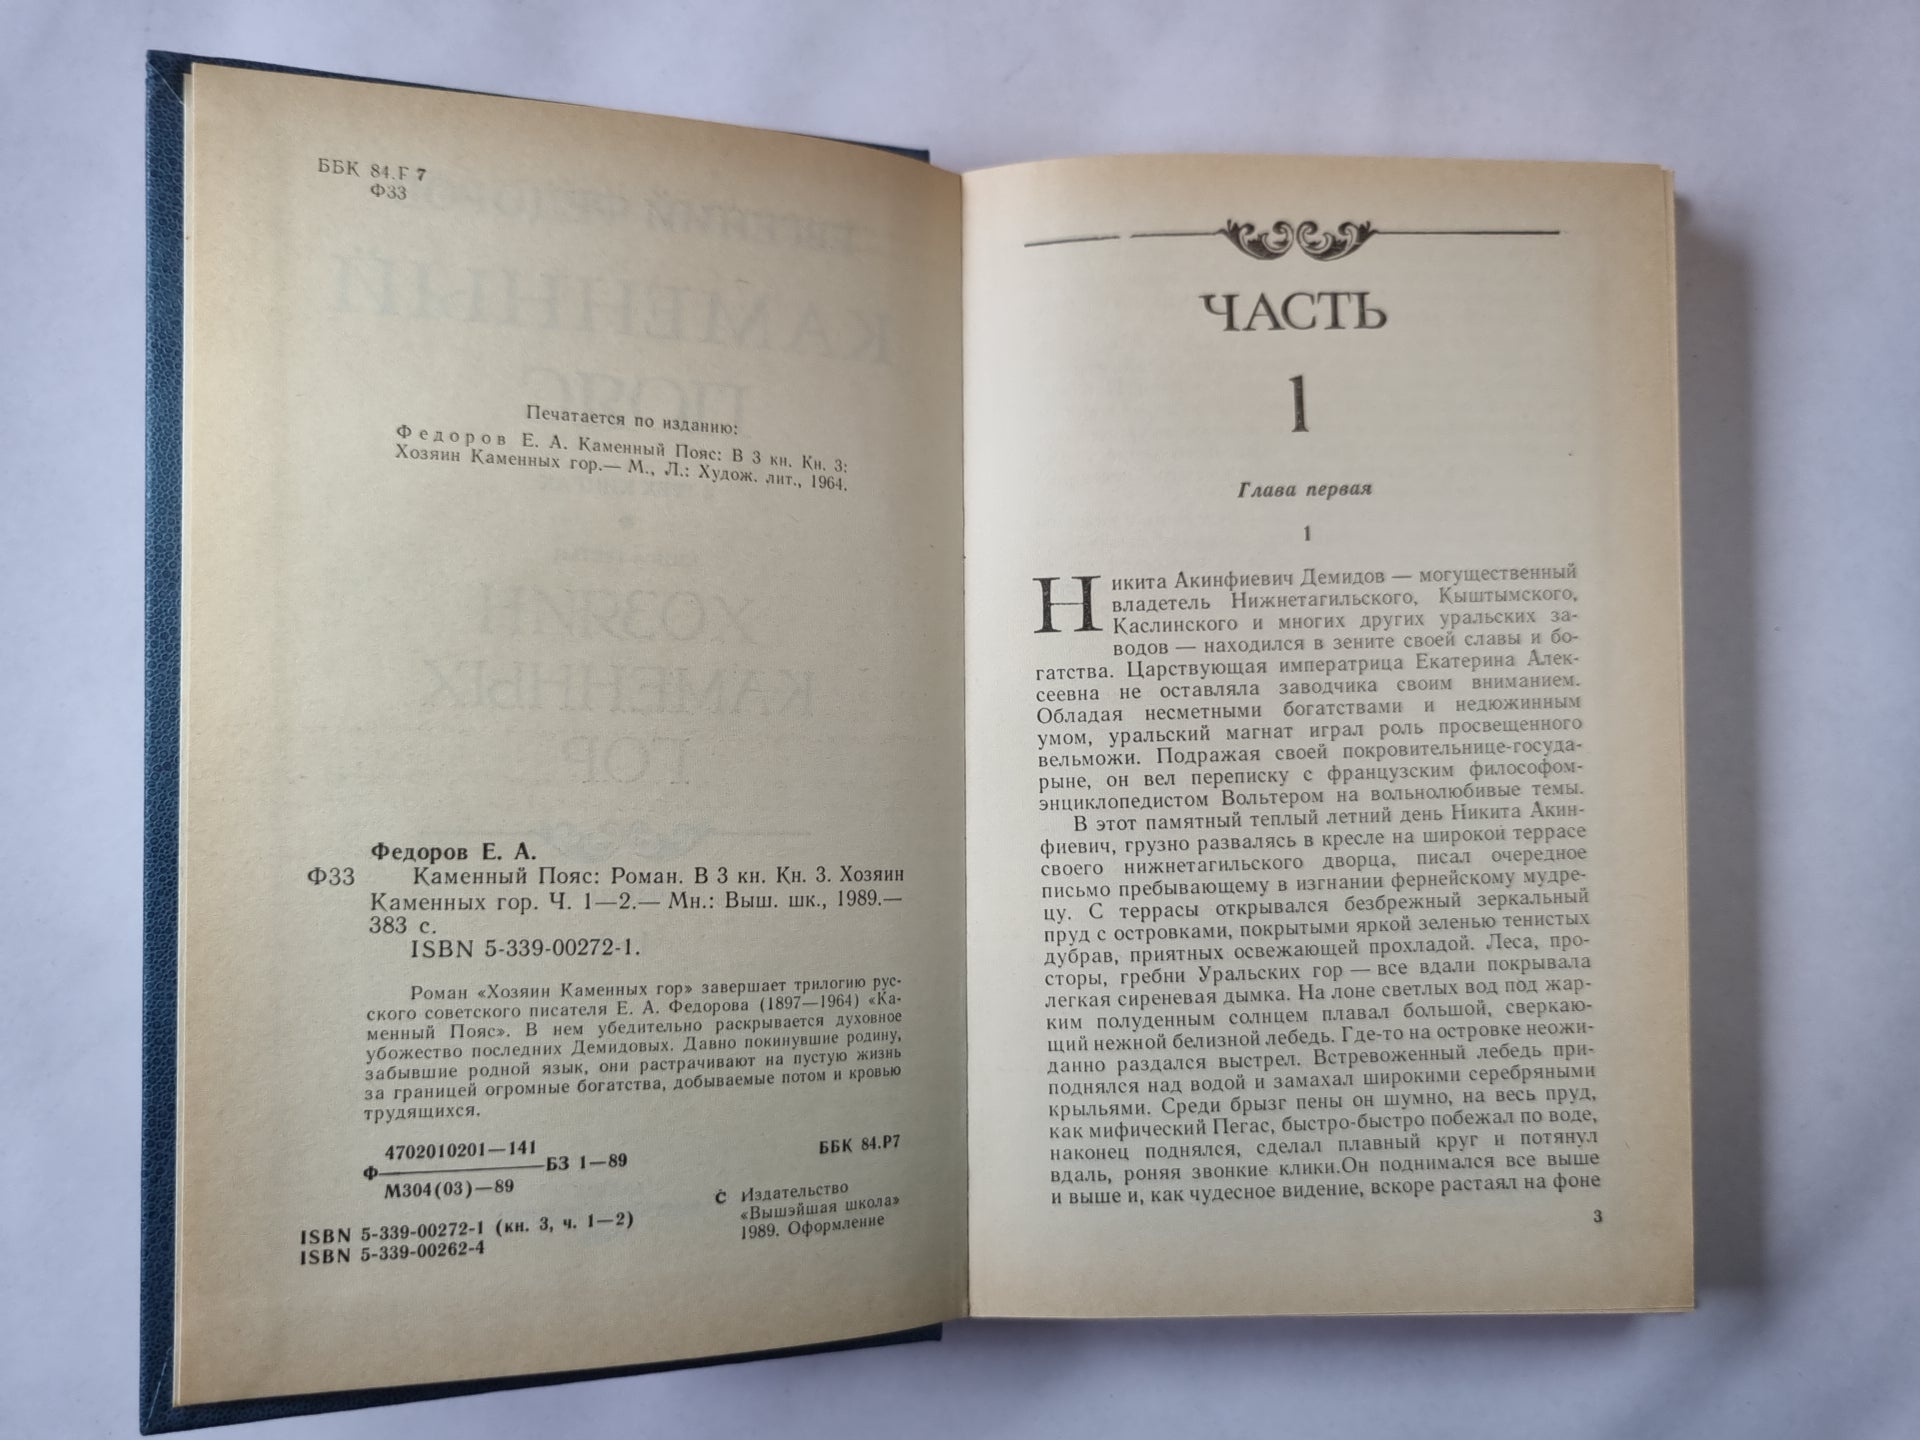 ББК 84.Г 7
Ф33
Печатается по изданию:
Федоров Е. А. Каменный Пояс: В 3 кн. Кн. 3:
Хозяин Каменных гор.— М., Л.: Худож. лит., 1964.
Федоров Е. А.
Ф33 Каменный Пояс: Роман. В 3 кн. Кн. 3. Хозяин
Каменных гор. Ч. 1—2.— Мн.: Выш. шк., 1989.—
383 с.
ISBN 5-339-00272-1.
Роман «Хозяин Каменных гор» завершает трилогию рус-
ского советского писателя Е. А. Федорова (1897—1964) «Ка-
менный Пояс». В нем убедительно раскрывается духовное
убожество последних Демидовых. Давно покинувшие родину,
забывшие родной язык, они растрачивают на пустую жизнь
за границей огромные богатства, добываемые потом и кровью
трудящихся.
4702010201—141
Ф БЗ 1—89
М304(03)—89
ББК 84.Р7
ISBN 5-339-00272-1 (кн. 3, ч. 1—2)
ISBN 5-339-00262-4
© Издательство
«Вышэйшая школа»
1989. Оформление
ЧАСТЬ
1
Глава первая
1
Никита Акинфиевич Демидов — могущественный
владетель Нижнетагильского, Кыштымского,
Каслинского и многих других уральских за-
водов — находился в зените своей славы и бо-
гатства. Царствующая императрица Екатерина Алек-
сеевна не оставляла заводчика своим вниманием.
Обладая несметными богатствами и недюжинным
умом, уральский магнат играл роль просвещенного
вельможи. Подражая своей покровительнице-госуда-
рыне, он вел переписку с французским философом-
энциклопедистом Вольтером на вольнолюбивые темы.
В этот памятный теплый летний день Никита Акин-
фиевич, грузно развалясь в кресле на широкой террасе
своего нижнетагильского дворца, писал очередное
письмо пребывающему в изгнании фернейскому мудре-
цу. С террасы открывался безбрежный зеркальный
пруд с островками, покрытыми яркой зеленью тенистых
дубрав, приятных освежающей прохладой. Леса, про-
сторы, гребни Уральских гор — все вдали покрывала
легкая сиреневая дымка. На лоне светлых вод под жар-
ким полуденным солнцем плавал большой, сверкаю-
щий нежной белизной лебедь. Где-то на островке неожи-
данно раздался выстрел. Встревоженный лебедь при-
поднялся над водой и замахал широкими серебряными
крыльями. Среди брызг пены он шумно, на весь пруд,
как мифический Пегас, быстро-быстро побежал по воде,
наконец поднялся, сделал плавный круг и потянул
вдаль, роняя звонкие клики.Он поднимался все выше
и выше и, как чудесное видение, вскоре растаял на фоне
3